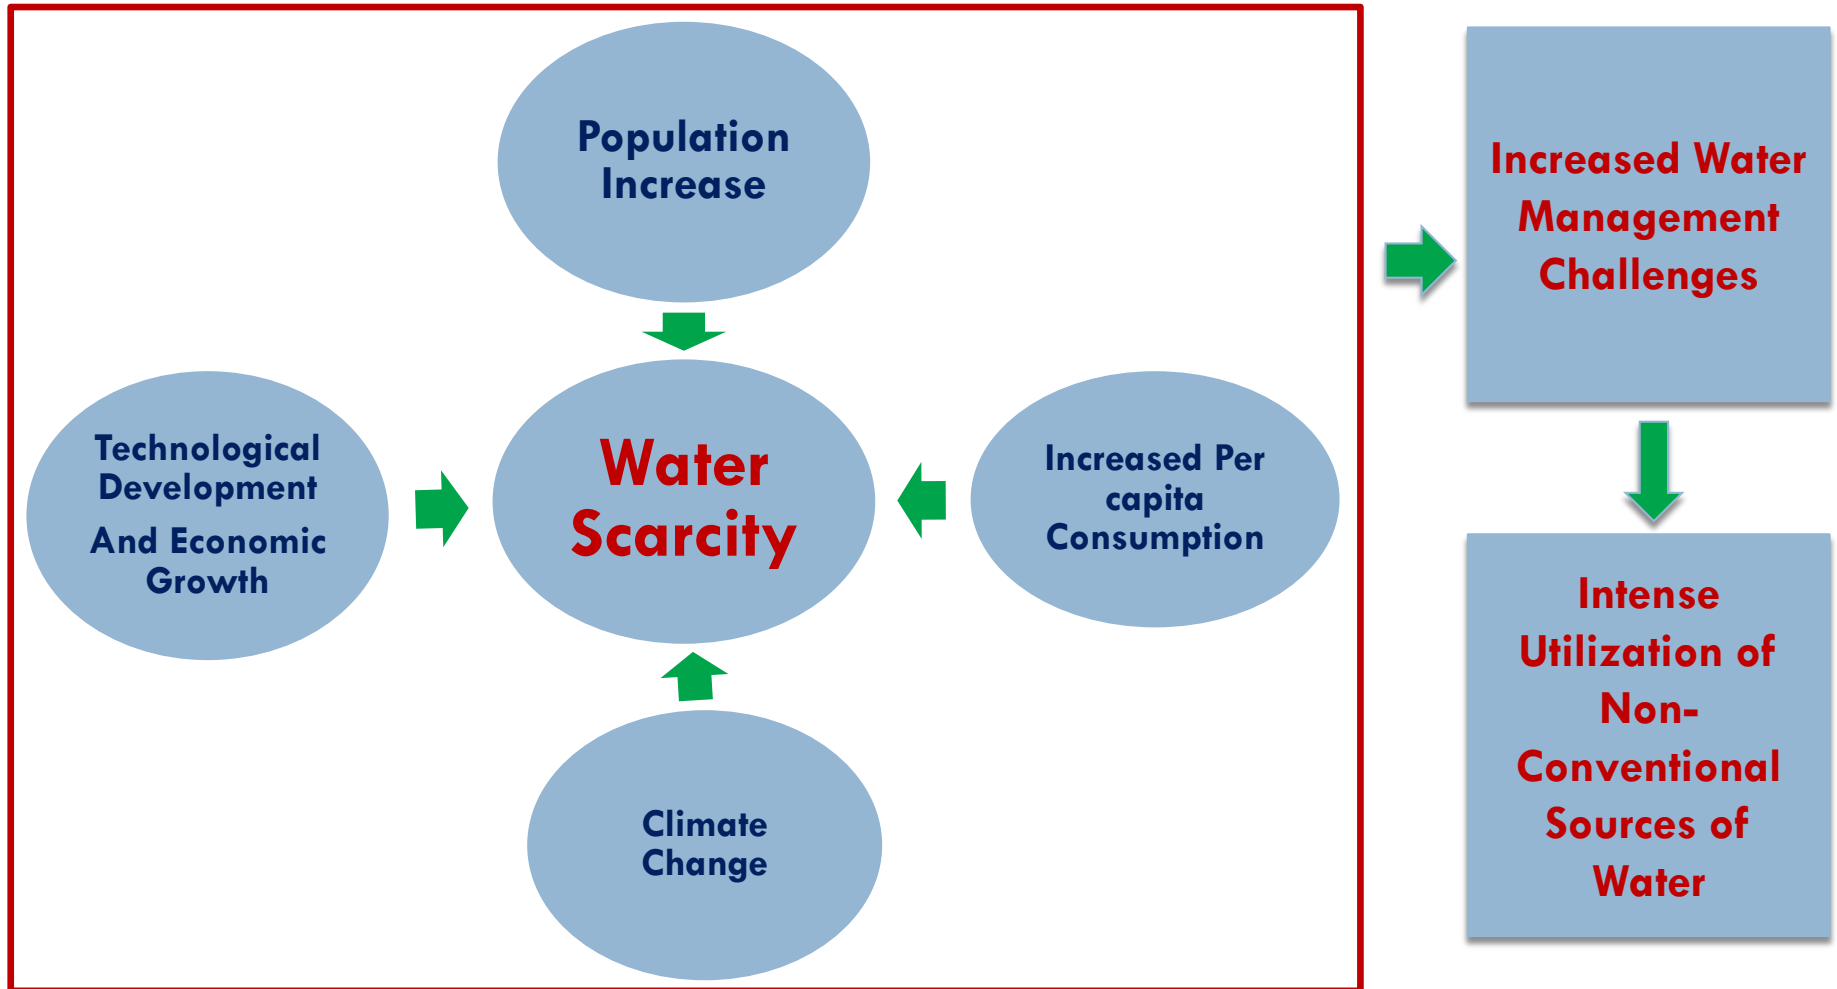 Population
Increase
Technological
Development
And Economic
Growth
Water
Scarcity
Increased Per
capita
Consumption
Climate
Change
Increased Water
Management
Challenges
Intense
Utilization of
Non-
Conventional
Sources of
Water